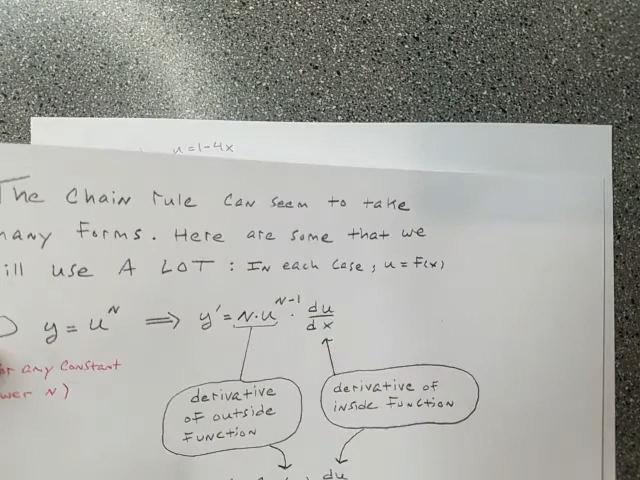 u=1-4x
The Chain rule can seem to take
many Forms. Here are some that we
ill use A LOT: In each case, u = F(x)
y = u^N ⟹ y' = N·u^(N-1) · du/dx
or any constant
wer N)
derivative
of outside
Function
derivative of
inside Function
du